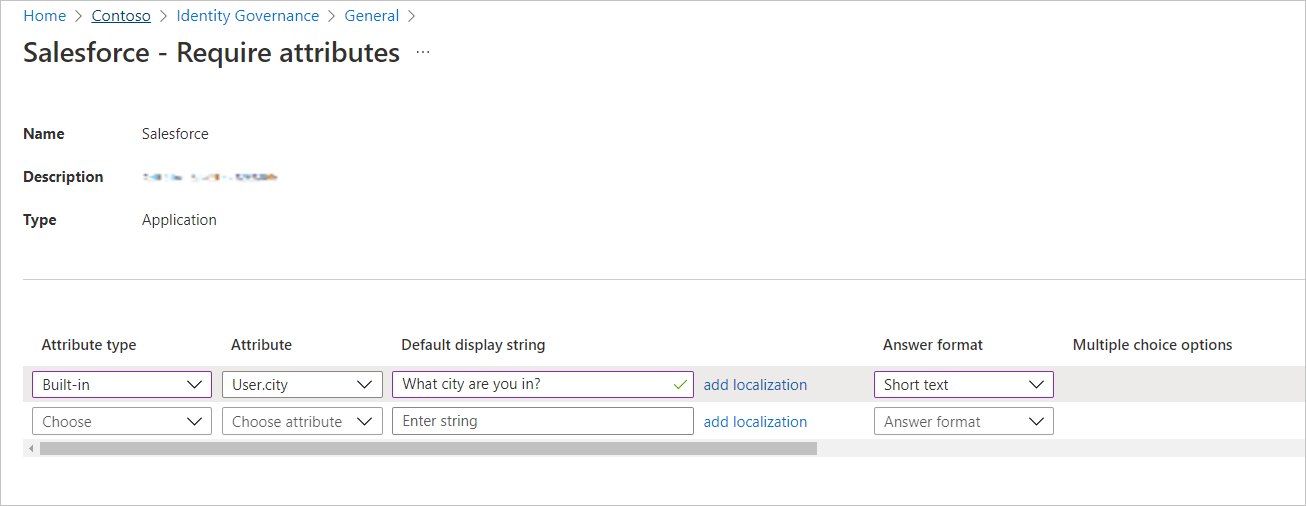 Home > Contoso > Identity Governance > General >
Salesforce - Require attributes ...
Name Salesforce
Description
Type Application
Attribute type Attribute Default display string Answer format Multiple choice options
Built-in User.city What city are you in? add localization Short text
Choose Choose attribute Enter string add localization Answer format